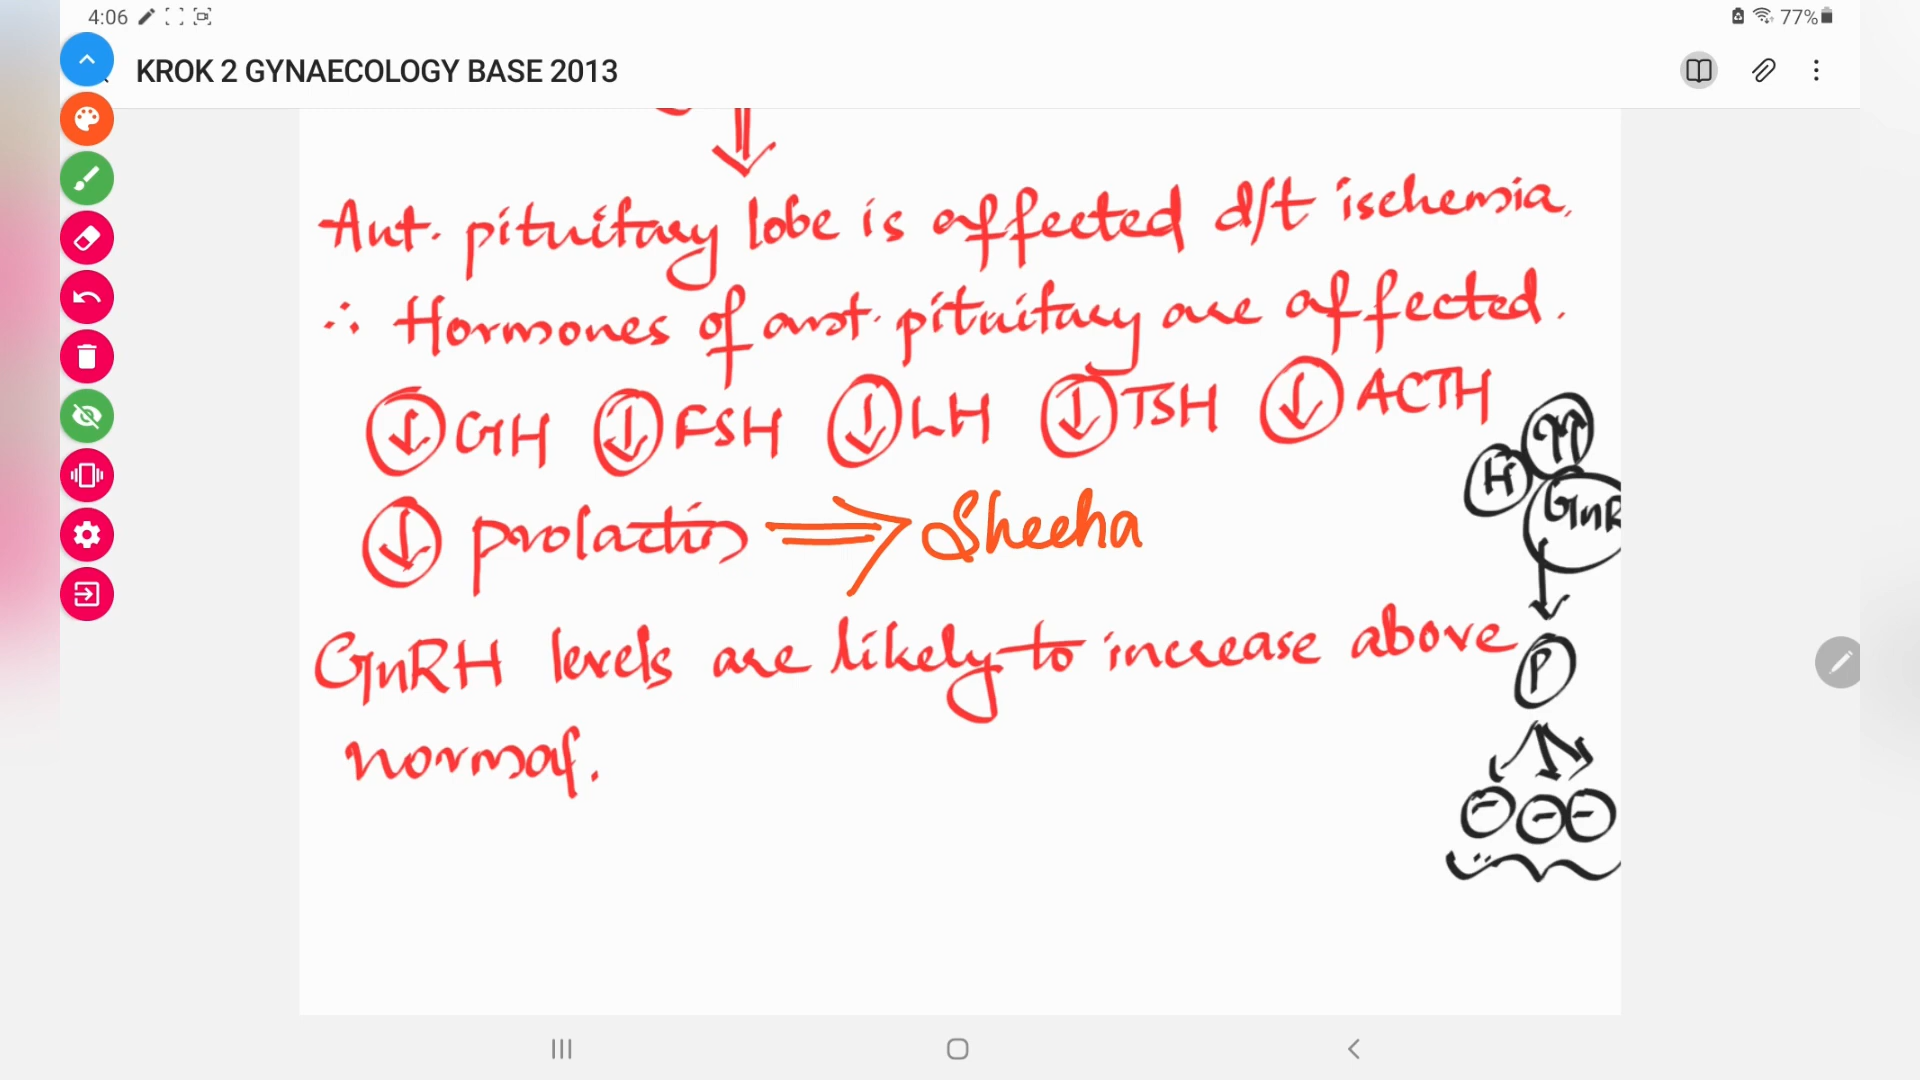 4:06 77%
KROK 2 GYNAECOLOGY BASE 2013
Ant. pituitary lobe is affected d/t ischemia.
∴ Hormones of ant. pituitary are affected.
↓ GH ↓ FSH ↓ LH ↓ TSH ↓ ACTH
↓ prolactin ⇒ Sheeha
GnRH levels are likely to increase above
normal.
↑↑
H
GnR
P
- - -